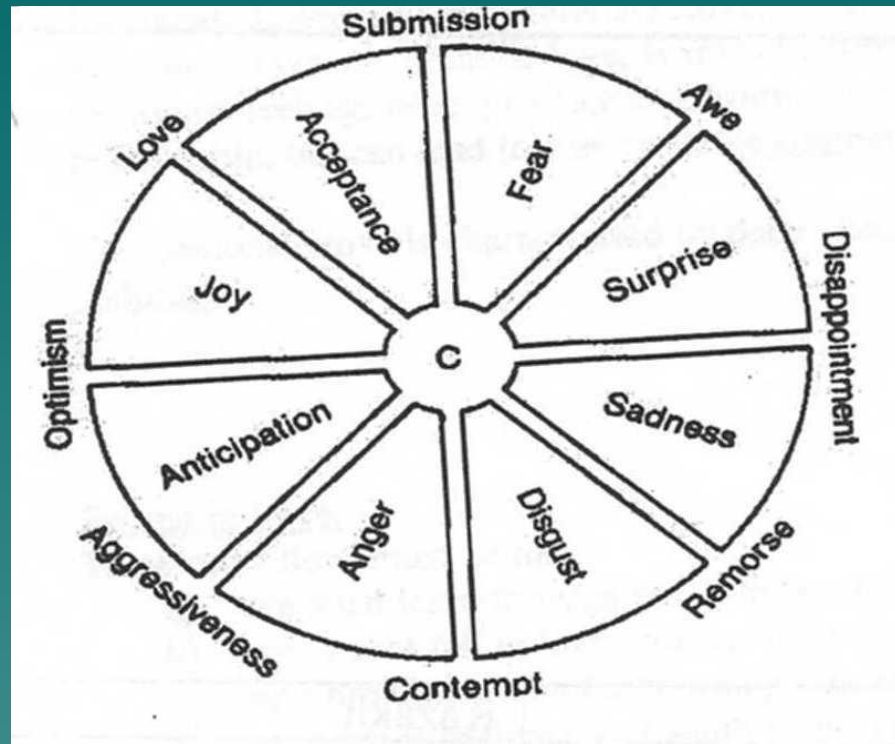 Submission
Awe
Disappointment
Remorse
Contempt
Aggressiveness
Optimism
Love
Acceptance
Fear
Surprise
Sadness
Disgust
Anger
Anticipation
Joy
C